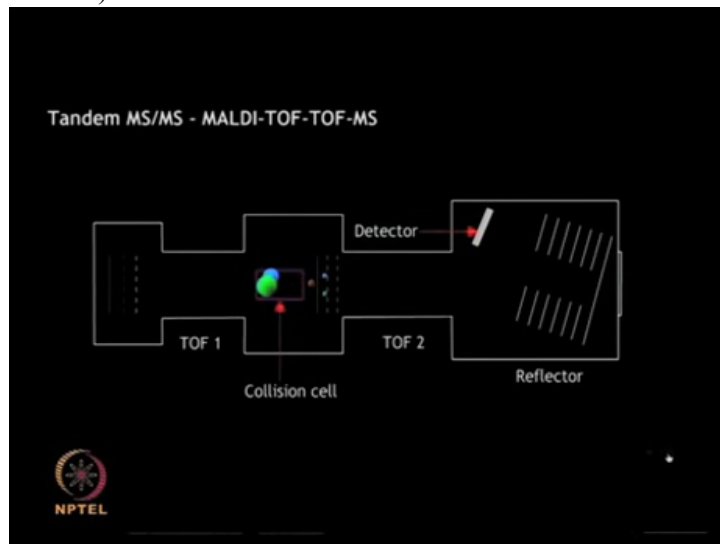 Tandem MS/MS - MALDI-TOF-TOF-MS
Detector
TOF 1
TOF 2
Collision cell
Reflector
NPTEL